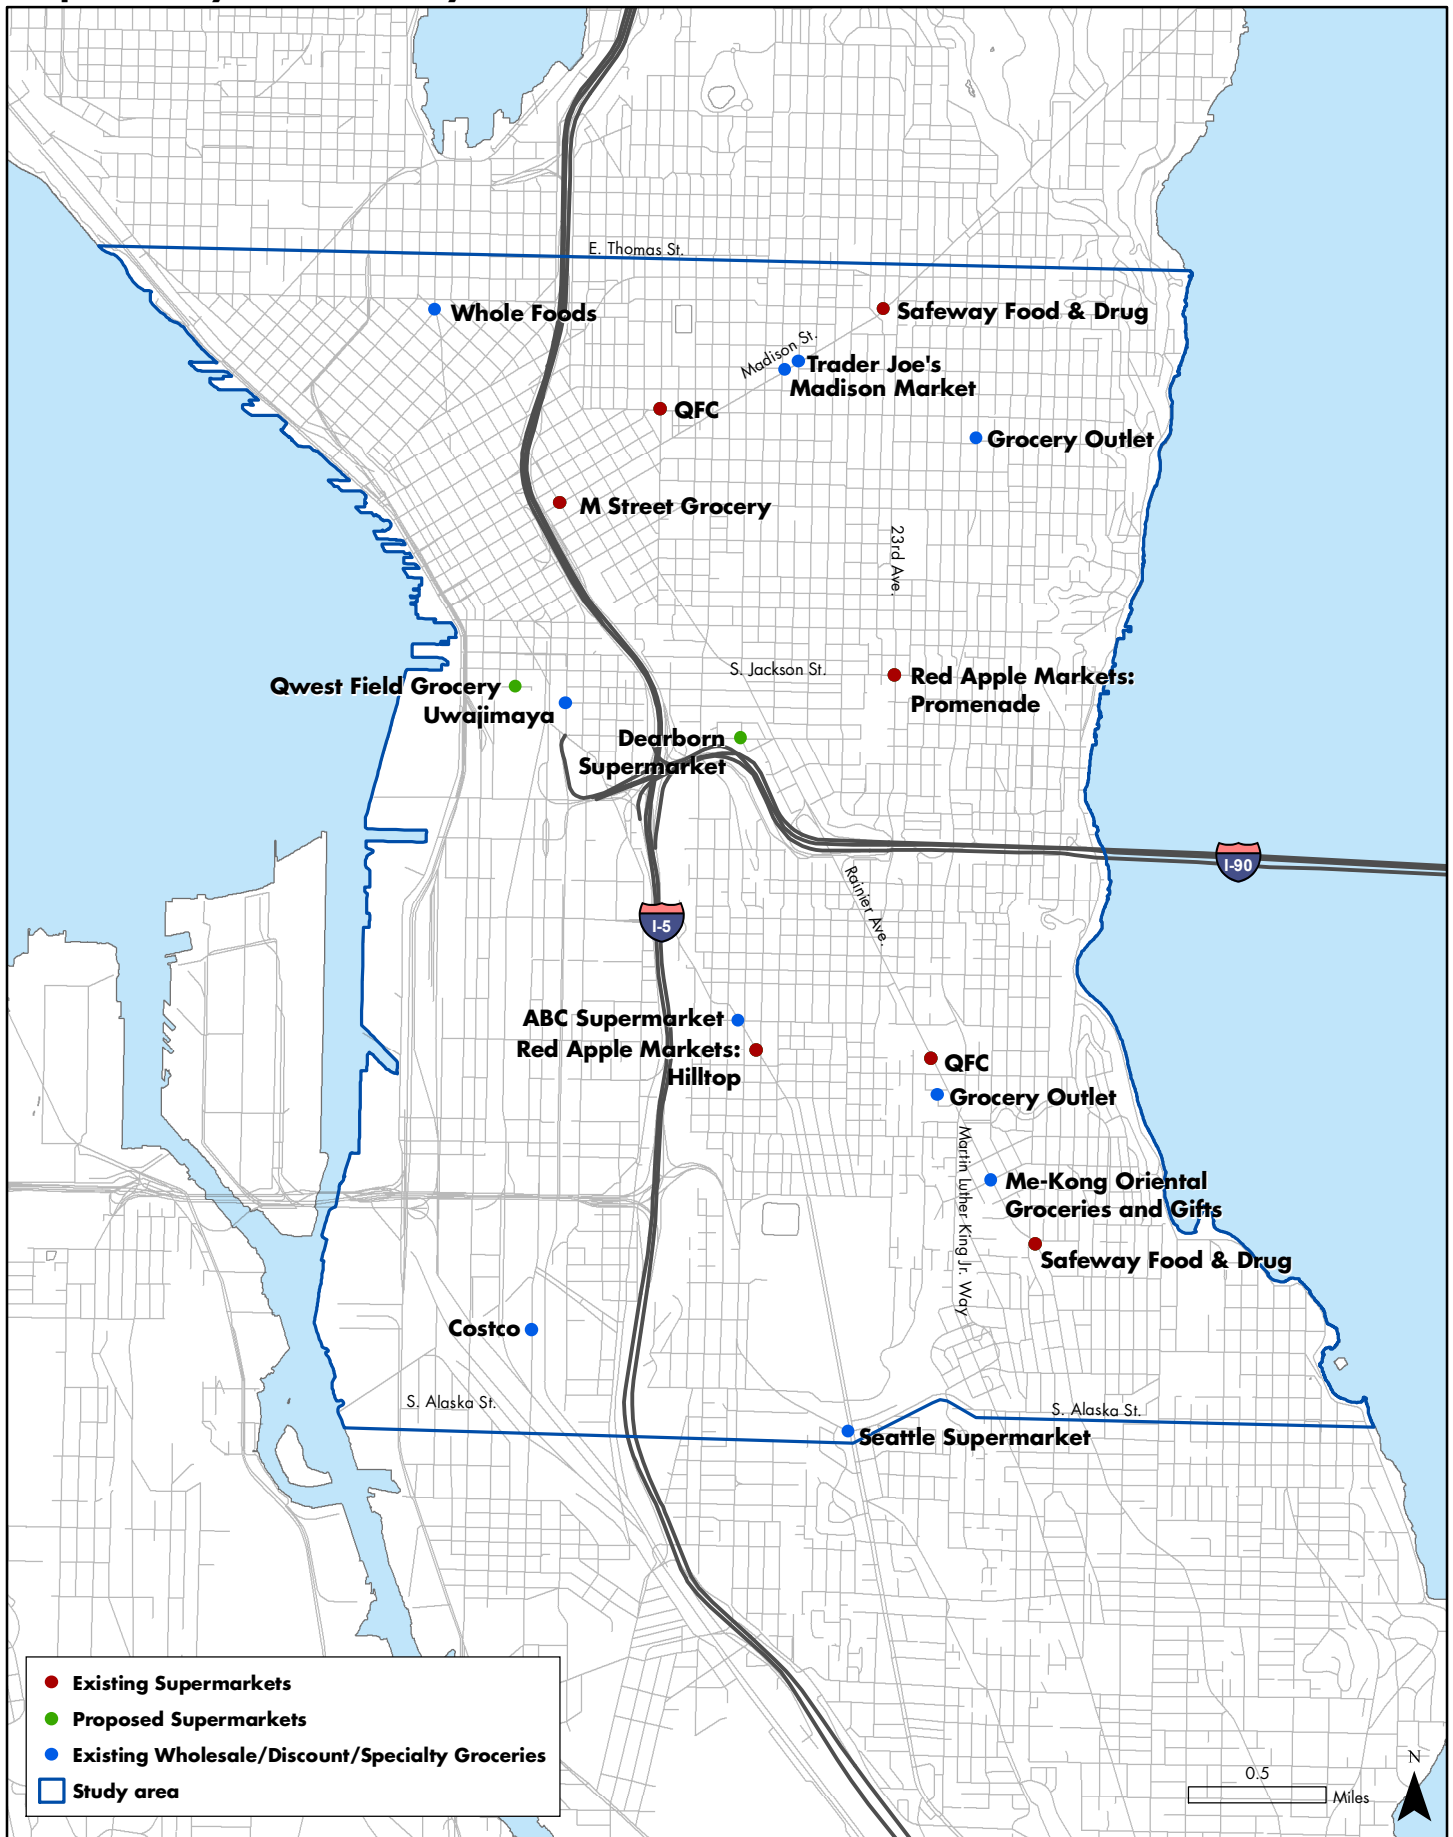 E. Thomas St.
Whole Foods
Safeway Food & Drug
Madison St.
Trader Joe's
Madison Market
QFC
Grocery Outlet
M Street Grocery
23rd Ave.
S. Jackson St.
Red Apple Markets:
Promenade
Qwest Field Grocery
Uwajimaya
Dearborn
Supermarket
I-90
Rainier Ave.
I-5
ABC Supermarket
Red Apple Markets:
Hilltop
QFC
Grocery Outlet
Martin Luther King Jr. Way
Me-Kong Oriental
Groceries and Gifts
Safeway Food & Drug
Costco
S. Alaska St.
S. Alaska St.
Seattle Supermarket
Existing Supermarkets
Proposed Supermarkets
Existing Wholesale/Discount/Specialty Groceries
Study area
N
0.5
Miles